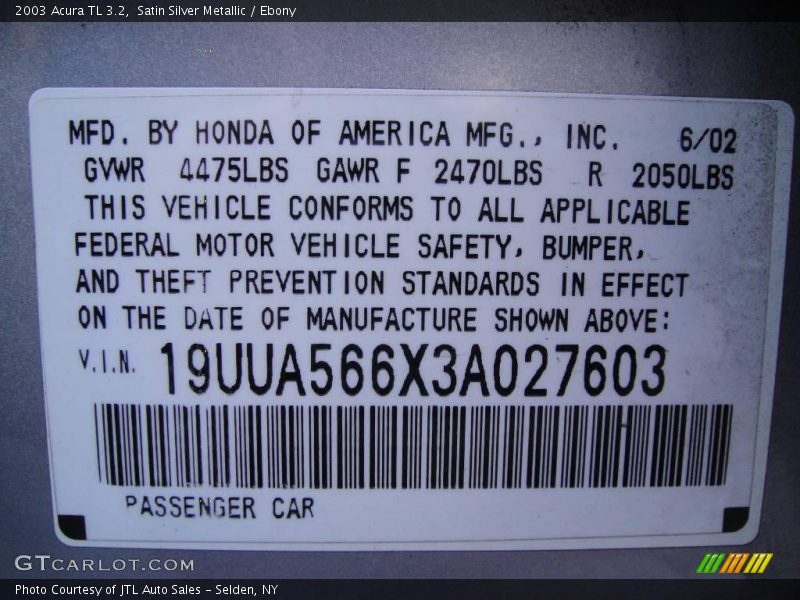 2003 Acura TL 3.2, Satin Silver Metallic / Ebony
MFD. BY HONDA OF AMERICA MFG., INC. 6/02
GVWR 4475LBS GAWR F 2470LBS R 2050LBS
THIS VEHICLE CONFORMS TO ALL APPLICABLE
FEDERAL MOTOR VEHICLE SAFETY, BUMPER,
AND THEFT PREVENTION STANDARDS IN EFFECT
ON THE DATE OF MANUFACTURE SHOWN ABOVE:
V.I.N. 19UUA566X3A027603
PASSENGER CAR
GTCARLOT.COM
Photo Courtesy of JTL Auto Sales - Selden, NY